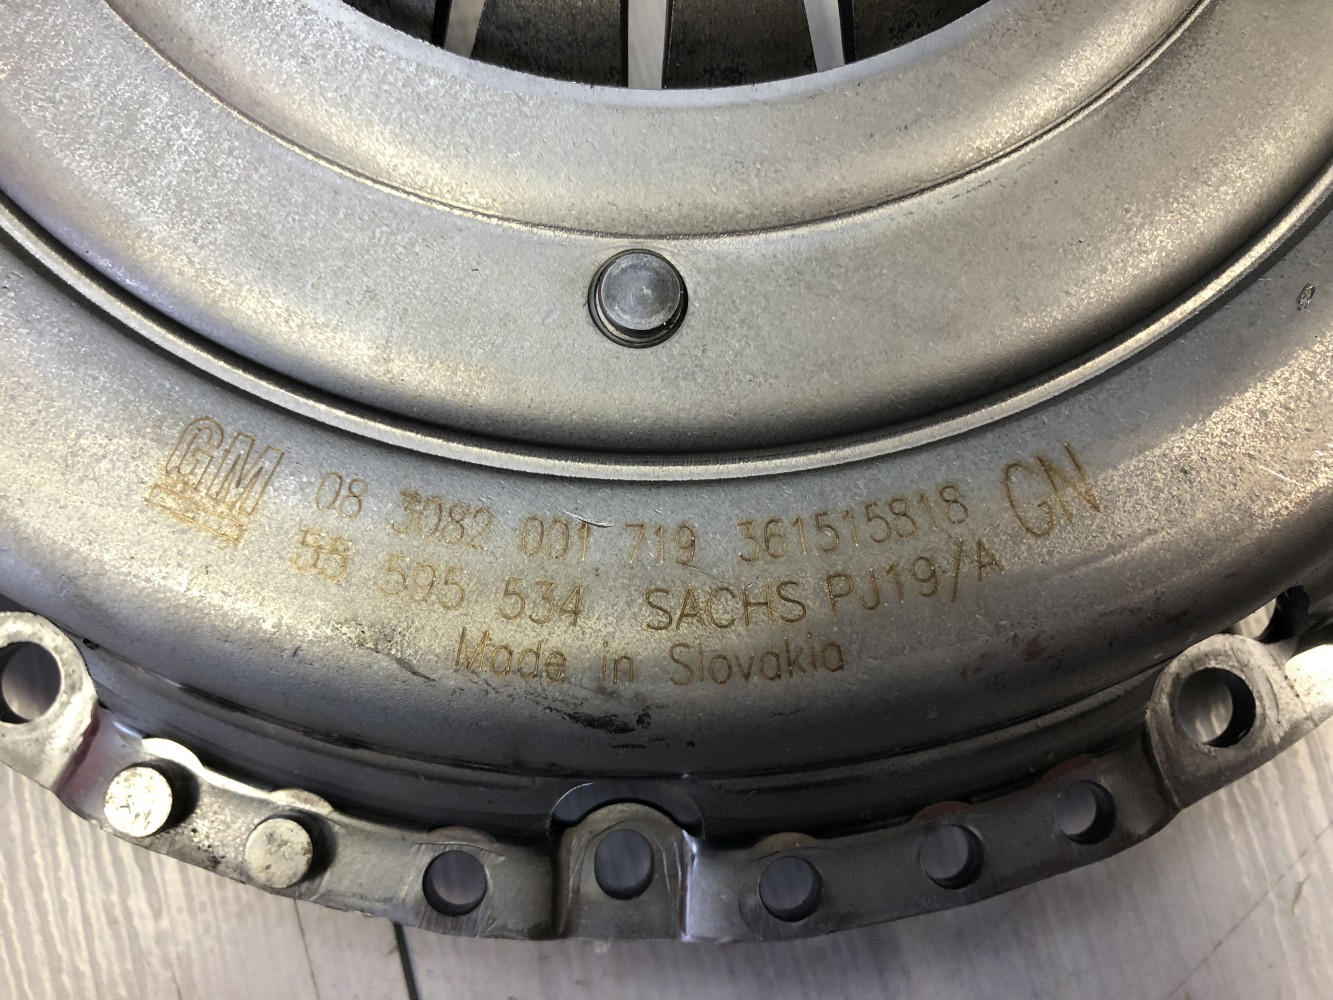 GM 08 3082 001 719 361515818 GN
55 595 534 SACHS PJ19/A
Made in Slovakia